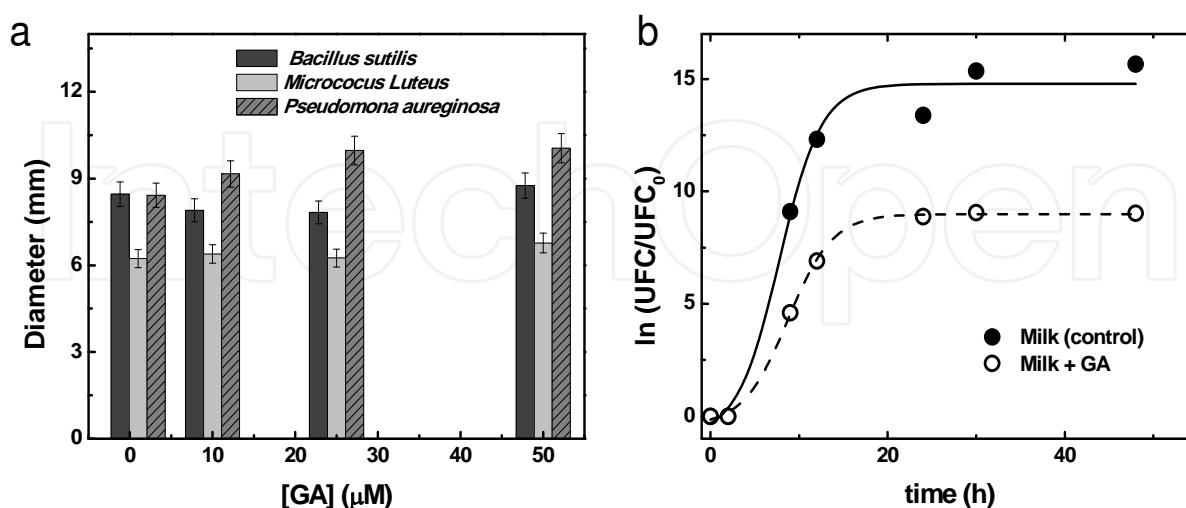 a
Bacillus sutilis
Micrococus Luteus
Pseudomona aureginosa
12
9
6
3
0
Diameter (mm)
0 10 20 30 40 50
[GA] (μM)
b
15
10
5
0
ln (UFC/UFC₀)
Milk (control)
Milk + GA
0 20 40
time (h)
IntechOpen